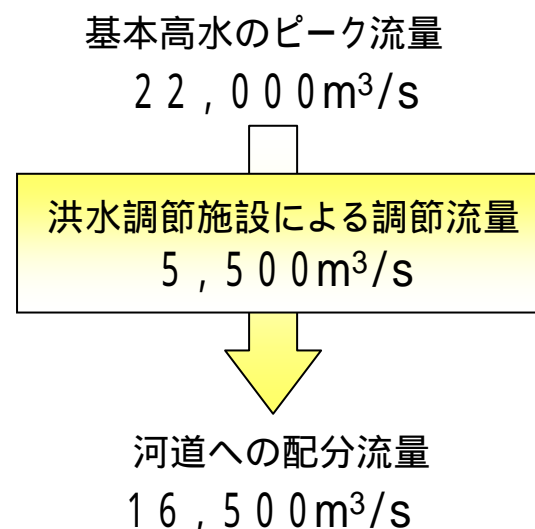 基本高水のピーク流量
22,000m³/s
洪水調節施設による調節流量
5,500m³/s
河道への配分流量
16,500m³/s